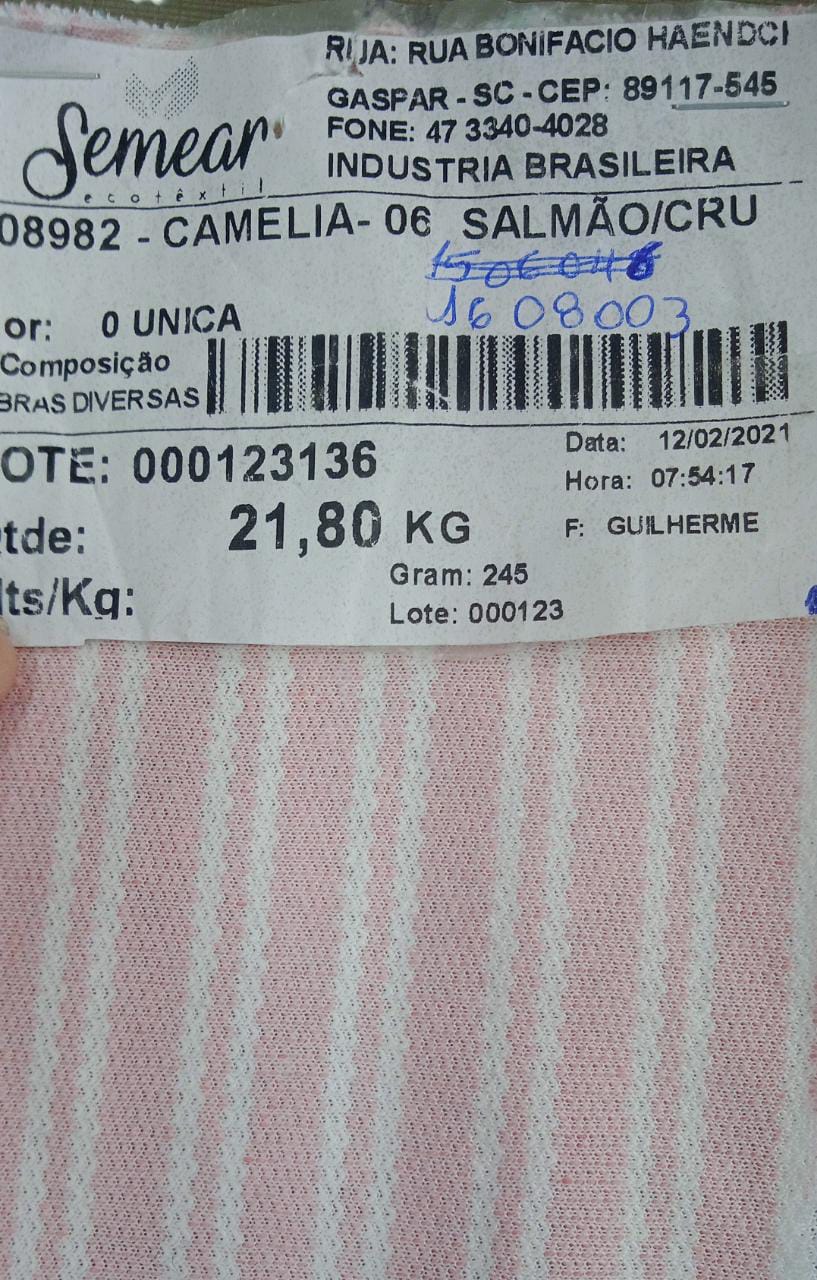 RUA: RUA BONIFACIO HAENDCI
GASPAR - SC - CEP: 89117-545
FONE: 47 3340-4028
INDUSTRIA BRASILEIRA
Semear
ecotêxtil
08982 - CAMELIA- 06 SALMÃO/CRU
1608003
or: 0 UNICA
Composição
BRAS DIVERSAS
OTE: 000123136
Data: 12/02/2021
Hora: 07:54:17
tde: 21,80 KG
F: GUILHERME
Gram: 245
lts/Kg:
Lote: 000123